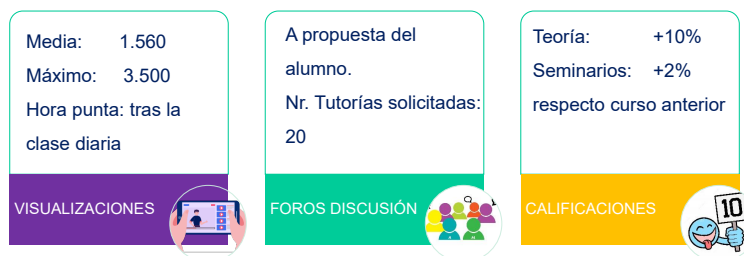 Media: 1.560
Máximo: 3.500
Hora punta: tras la
clase diaria
VISUALIZACIONES
A propuesta del
alumno.
Nr. Tutorías solicitadas:
20
FOROS DISCUSIÓN
Teoría: +10%
Seminarios: +2%
respecto curso anterior
CALIFICACIONES
10